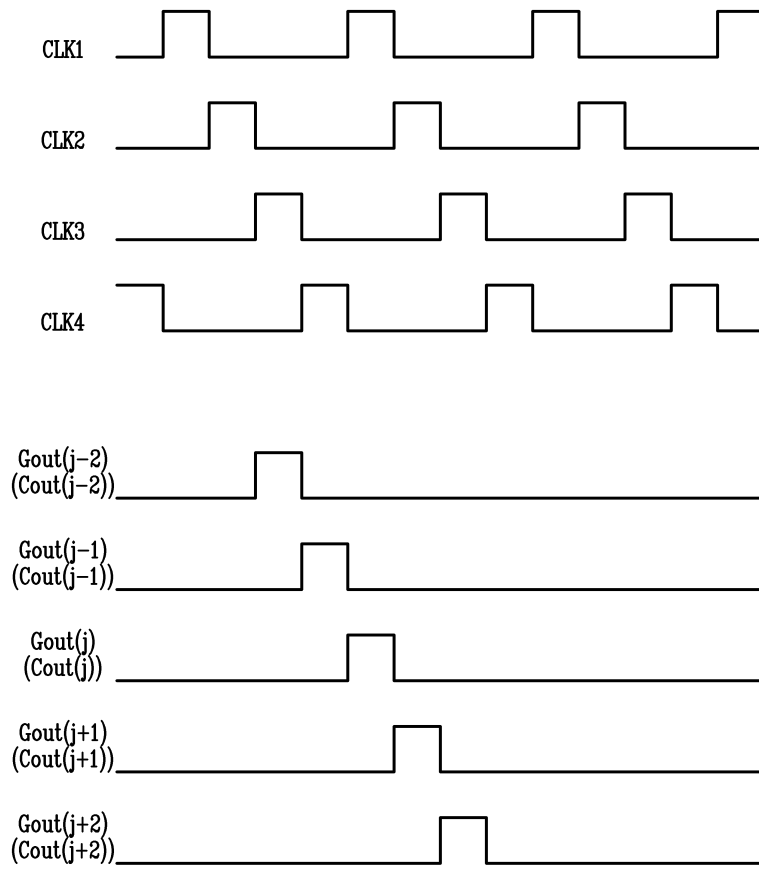 CLK1
CLK2
CLK3
CLK4
Gout(j-2)
(Cout(j-2))
Gout(j-1)
(Cout(j-1))
Gout(j)
(Cout(j))
Gout(j+1)
(Cout(j+1))
Gout(j+2)
(Cout(j+2))